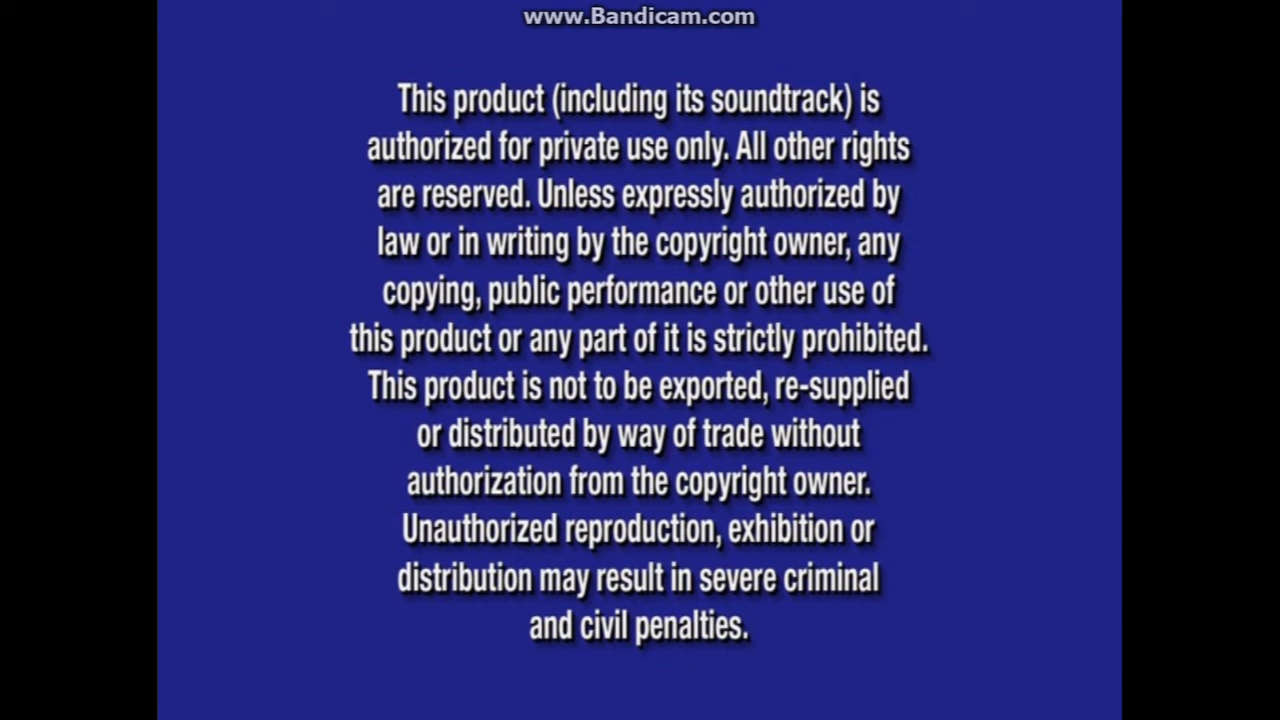 www.Bandicam.com
This product (including its soundtrack) is
authorized for private use only. All other rights
are reserved. Unless expressly authorized by
law or in writing by the copyright owner, any
copying, public performance or other use of
this product or any part of it is strictly prohibited.
This product is not to be exported, re-supplied
or distributed by way of trade without
authorization from the copyright owner.
Unauthorized reproduction, exhibition or
distribution may result in severe criminal
and civil penalties.